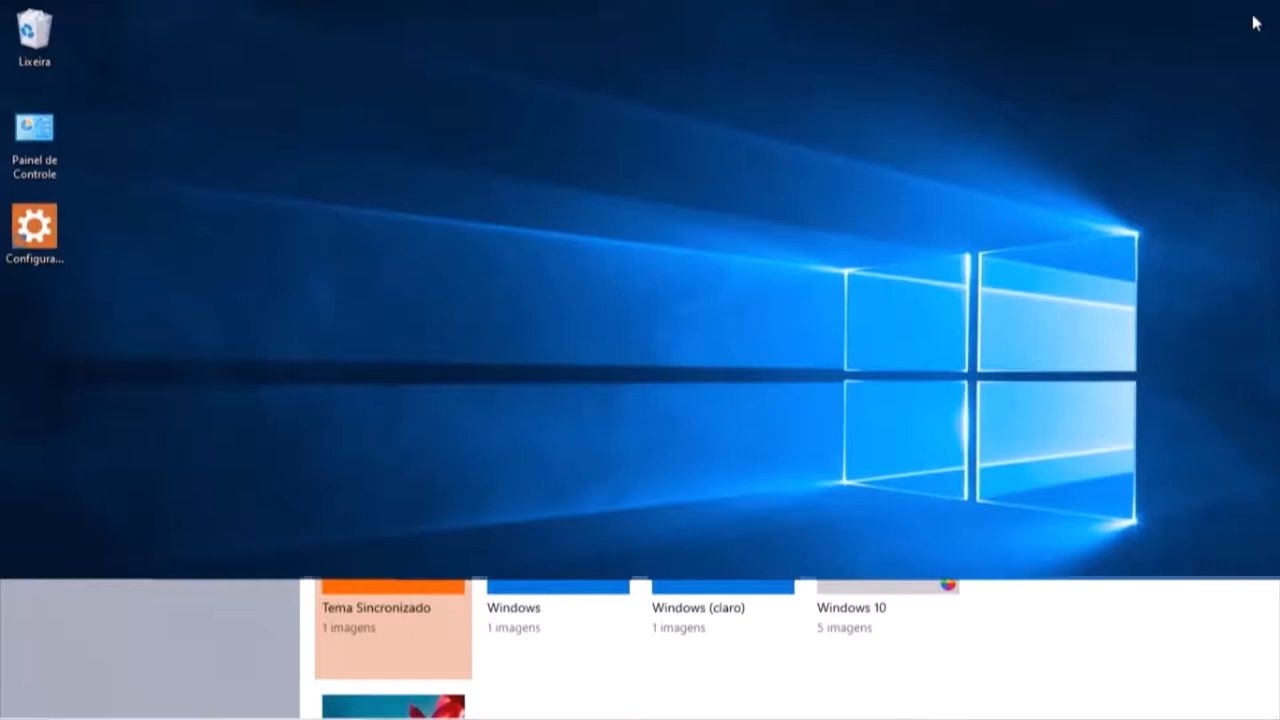 Lixeira
Painel de
Controle
Configura...
Tema Sincronizado
1 imagens
Windows
1 imagens
Windows (claro)
1 imagens
Windows 10
5 imagens